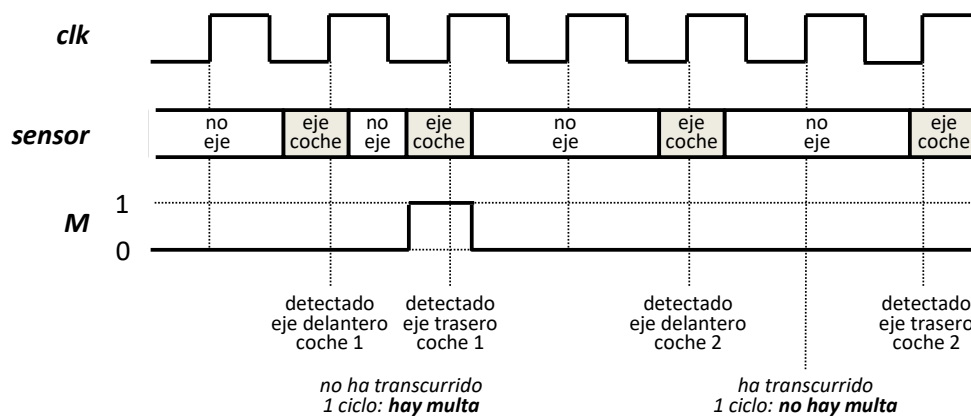 clk
sensor
no
eje
eje
coche
no
eje
eje
coche
no
eje
eje
coche
no
eje
eje
coche
M
1
0
detectado
eje delantero
coche 1
detectado
eje trasero
coche 1
detectado
eje delantero
coche 2
detectado
eje trasero
coche 2
no ha transcurrido
1 ciclo: hay multa
ha transcurrido
1 ciclo: no hay multa